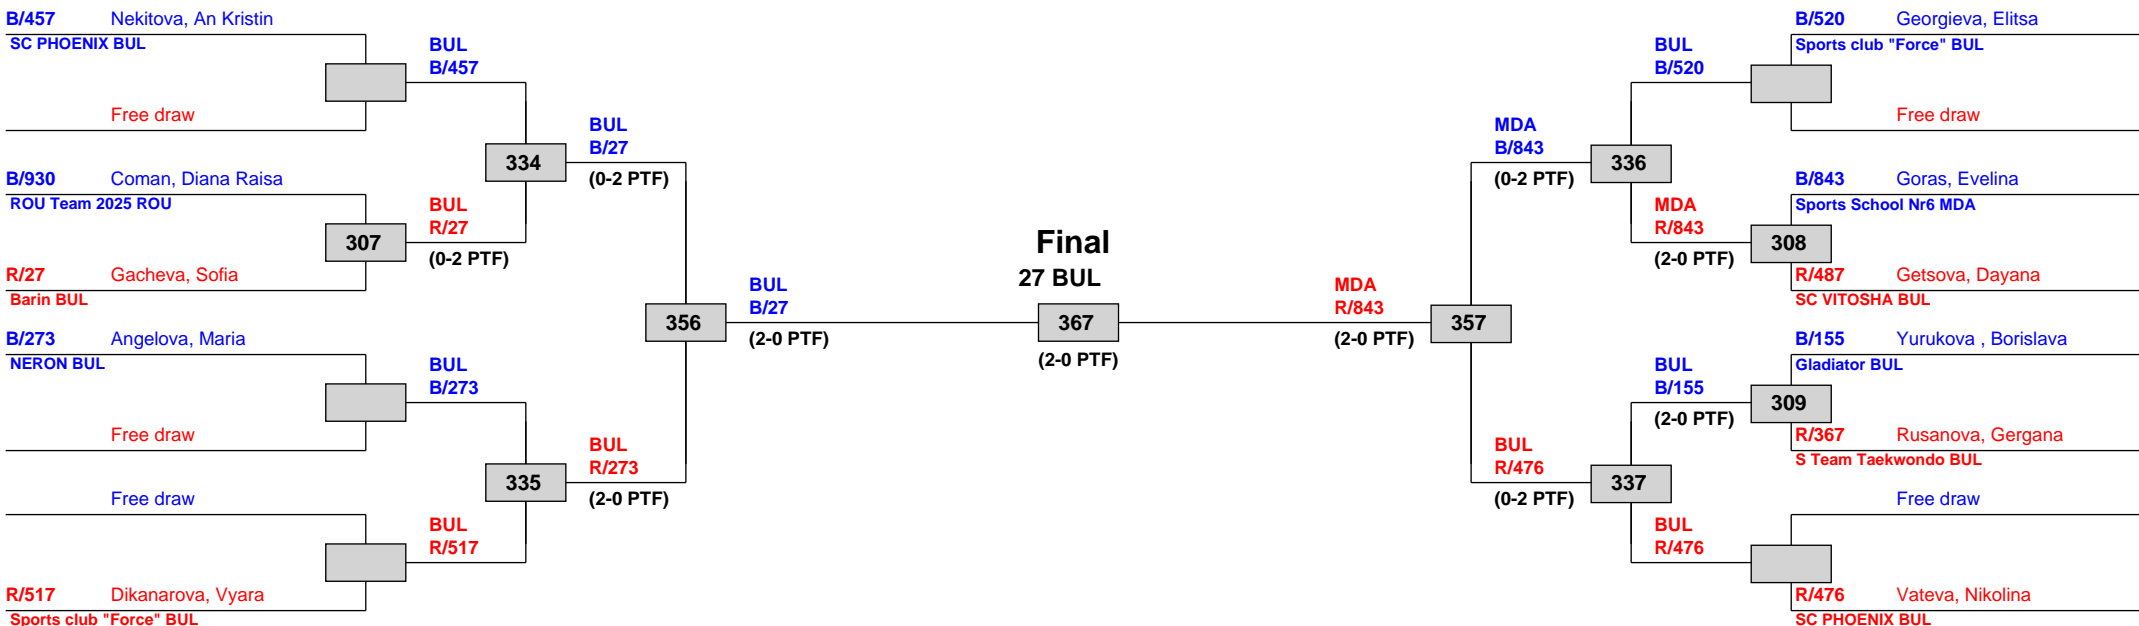 B/457 Nekitova, An Kristin
SC PHOENIX BUL
Free draw
B/930 Coman, Diana Raisa
ROU Team 2025 ROU
R/27 Gacheva, Sofia
Barin BUL
B/273 Angelova, Maria
NERON BUL
Free draw
Free draw
R/517 Dikanarova, Vyara
Sports club "Force" BUL
307
BUL
B/457
BUL
R/27
(0-2 PTF)
BUL
B/273
BUL
R/517
334
335
BUL
B/27
(0-2 PTF)
BUL
R/273
(2-0 PTF)
356
BUL
B/27
(2-0 PTF)
Final
27 BUL
367
(2-0 PTF)
MDA
R/843
(2-0 PTF)
357
MDA
B/843
(0-2 PTF)
BUL
R/476
(0-2 PTF)
336
337
BUL
B/520
MDA
R/843
(2-0 PTF)
BUL
B/155
(2-0 PTF)
BUL
R/476
308
309
B/520 Georgieva, Elitsa
Sports club "Force" BUL
Free draw
B/843 Goras, Evelina
Sports School Nr6 MDA
R/487 Getsova, Dayana
SC VITOSHA BUL
B/155 Yurukova , Borislava
Gladiator BUL
R/367 Rusanova, Gergana
S Team Taekwondo BUL
Free draw
R/476 Vateva, Nikolina
SC PHOENIX BUL